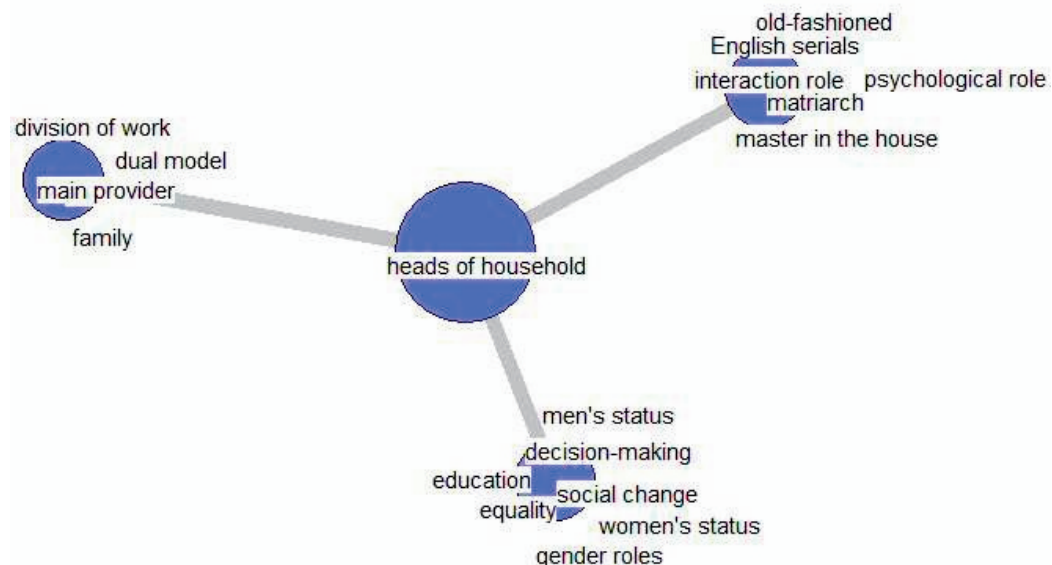 old-fashioned
English serials
interaction role
psychological role
matriarch
master in the house
division of work
dual model
main provider
family
heads of household
men's status
decision-making
education
social change
equality
women's status
gender roles